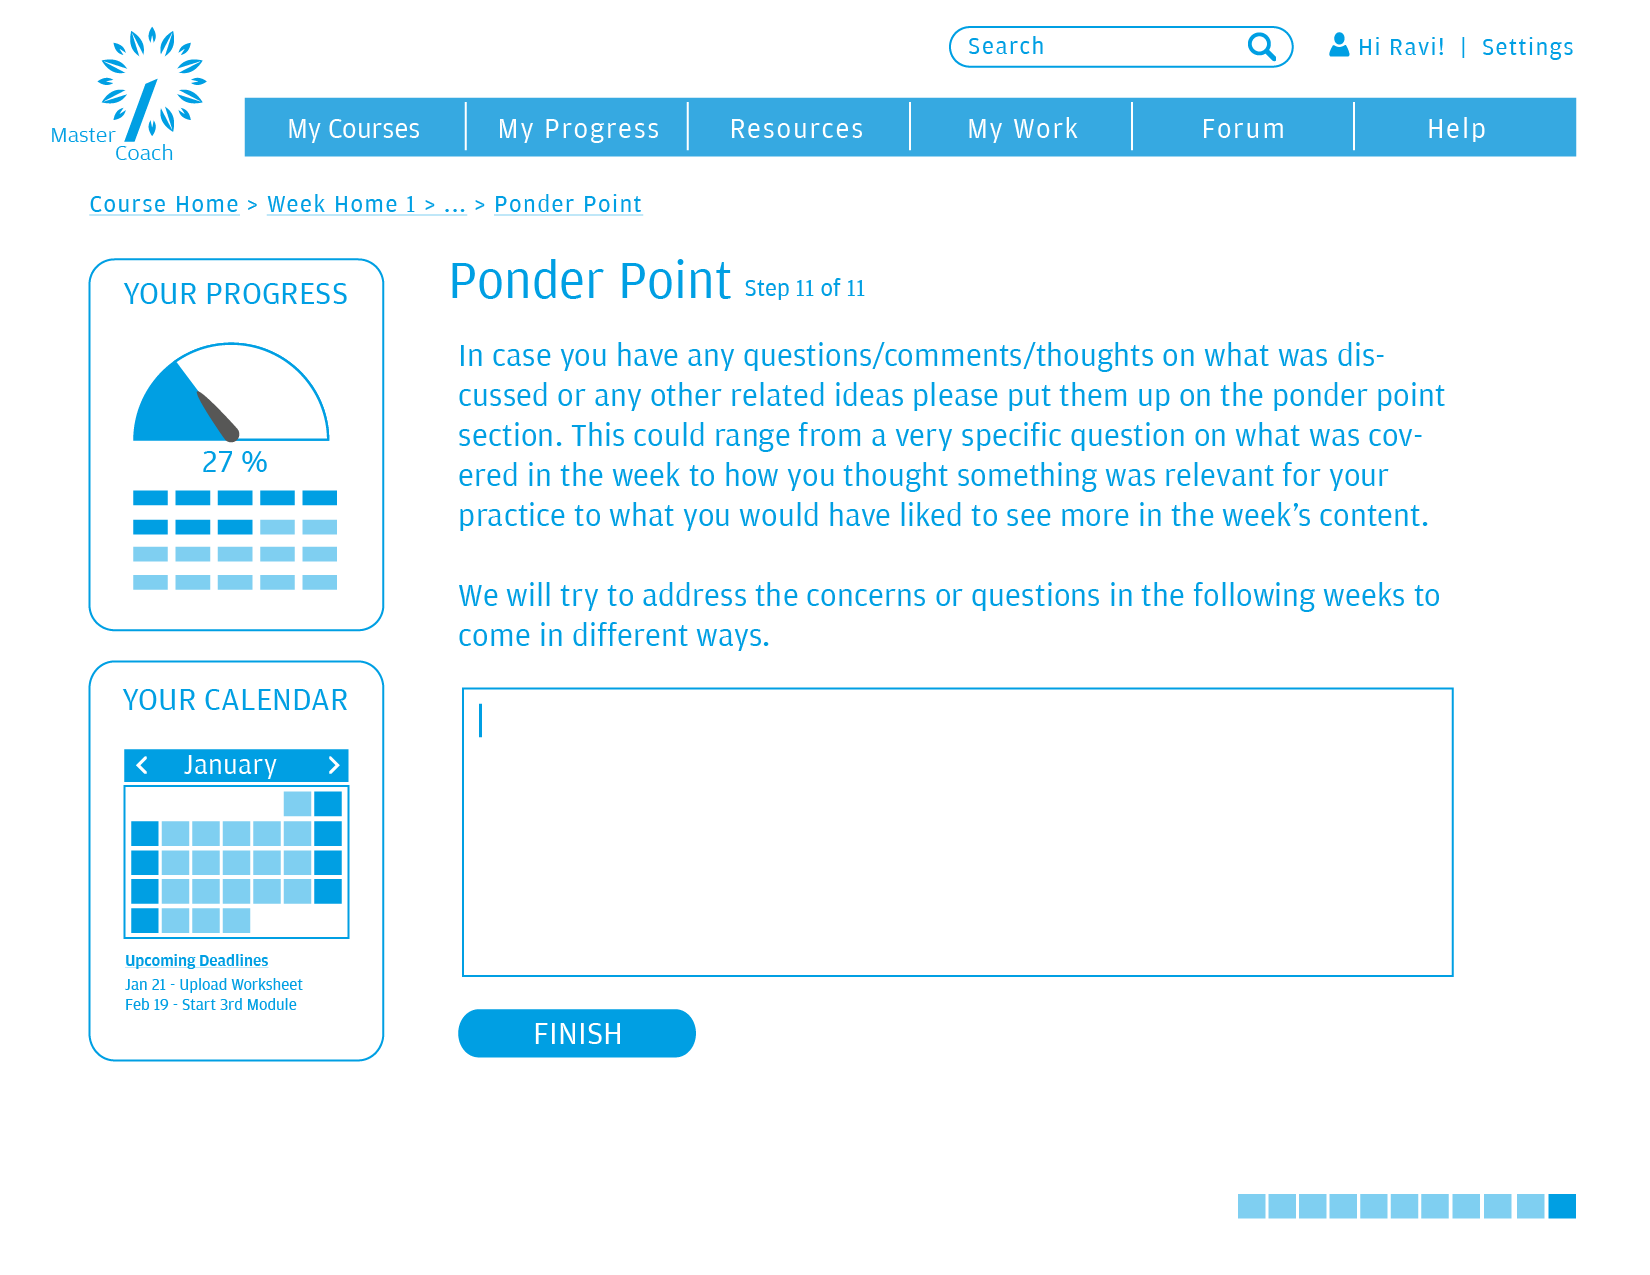 Master
Coach
Search
Hi Ravi! | Settings
My Courses
My Progress
Resources
My Work
Forum
Help
Course Home > Week Home 1 > ... > Ponder Point
YOUR PROGRESS
27 %
YOUR CALENDAR
< January >
Upcoming Deadlines
Jan 21 - Upload Worksheet
Feb 19 - Start 3rd Module
Ponder Point Step 11 of 11
In case you have any questions/comments/thoughts on what was dis-
cussed or any other related ideas please put them up on the ponder point
section. This could range from a very specific question on what was cov-
ered in the week to how you thought something was relevant for your
practice to what you would have liked to see more in the week’s content.
We will try to address the concerns or questions in the following weeks to
come in different ways.
FINISH